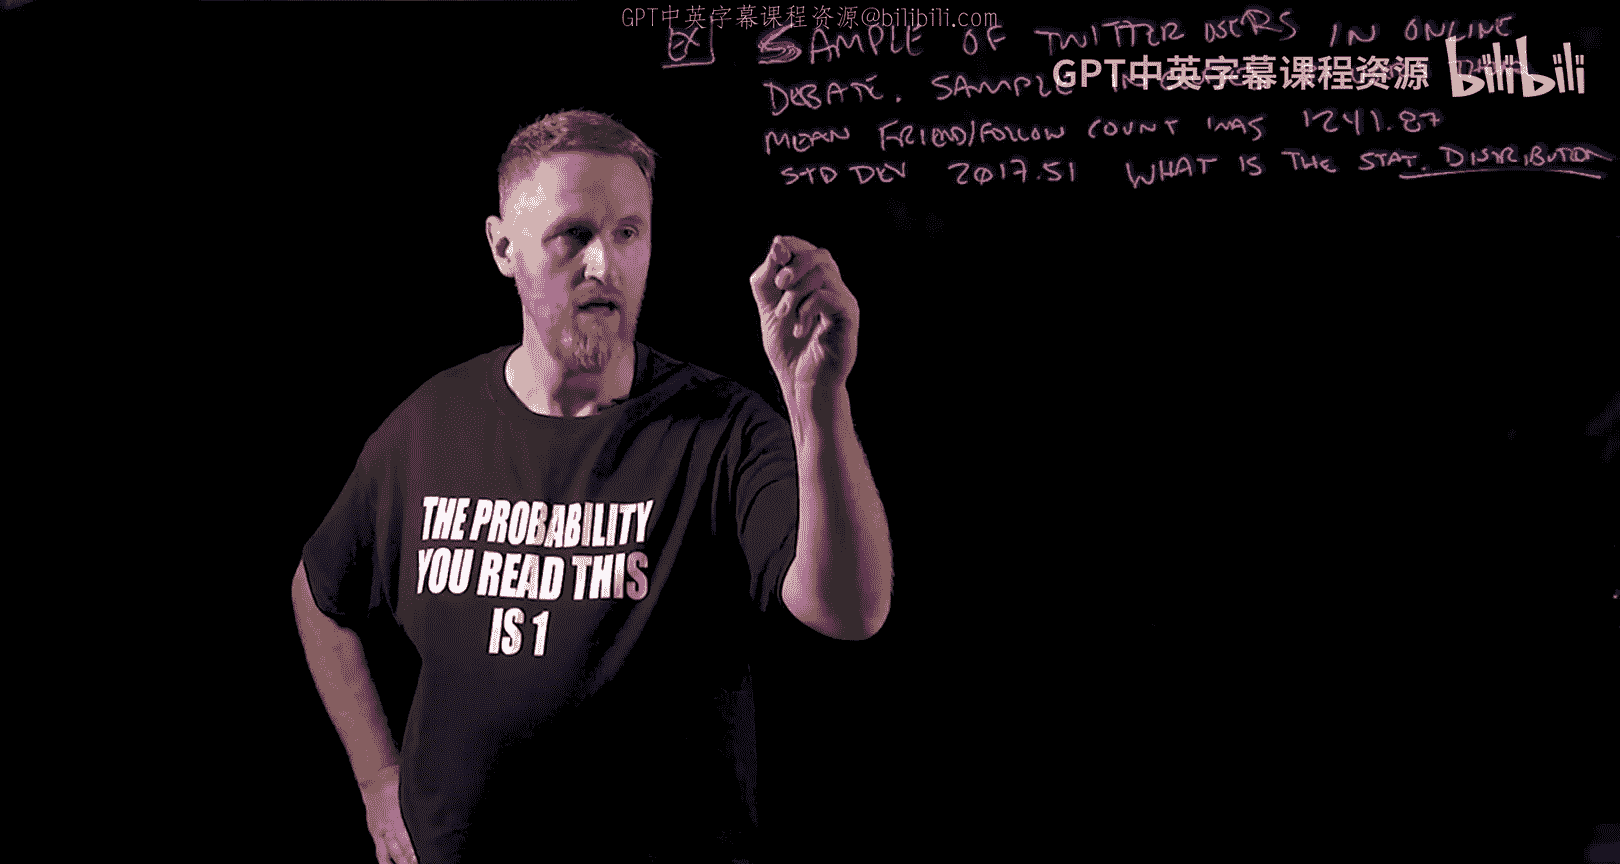 GPT中英字幕课程资源@bilibili.com
EX SAMPLE OF TWITTER USERS IN ONLINE
GPT中英字幕课程资源 bilibili
DEBATE. SAMPLE
MEAN FRIEND/FOLLOW COUNT WAS 1241.87
STD DEV 2017.51 WHAT IS THE STAT. DISTRIBUTION
THE PROBABILITY
YOU READ THIS
IS 1